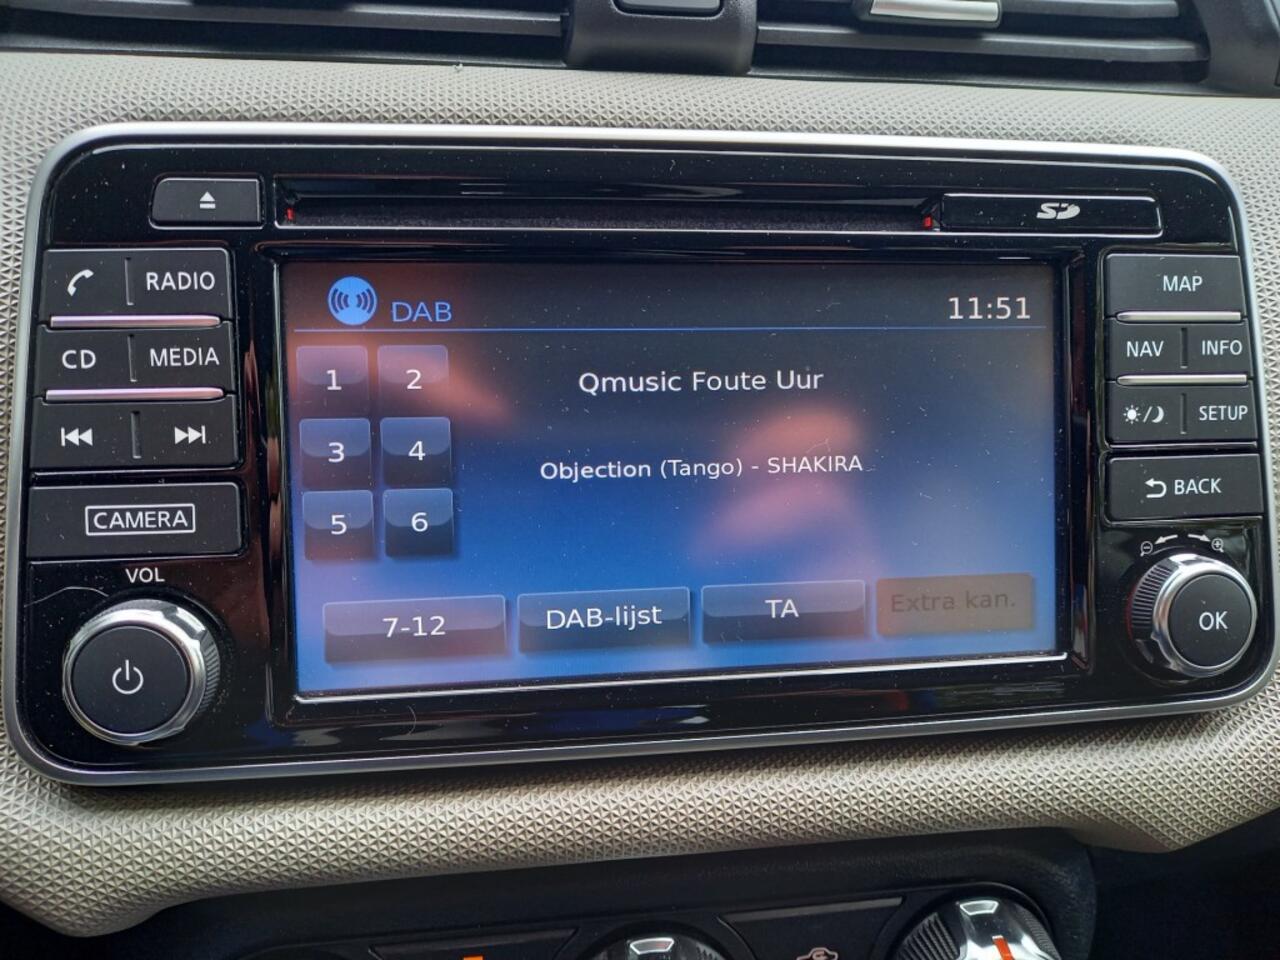 SD
RADIO
MAP
DAB
11:51
CD
MEDIA
NAV
INFO
1
2
Qmusic Foute Uur
SETUP
3
4
Objection (Tango) - SHAKIRA
BACK
5
6
CAMERA
VOL
7-12
DAB-lijst
TA
Extra kan.
OK